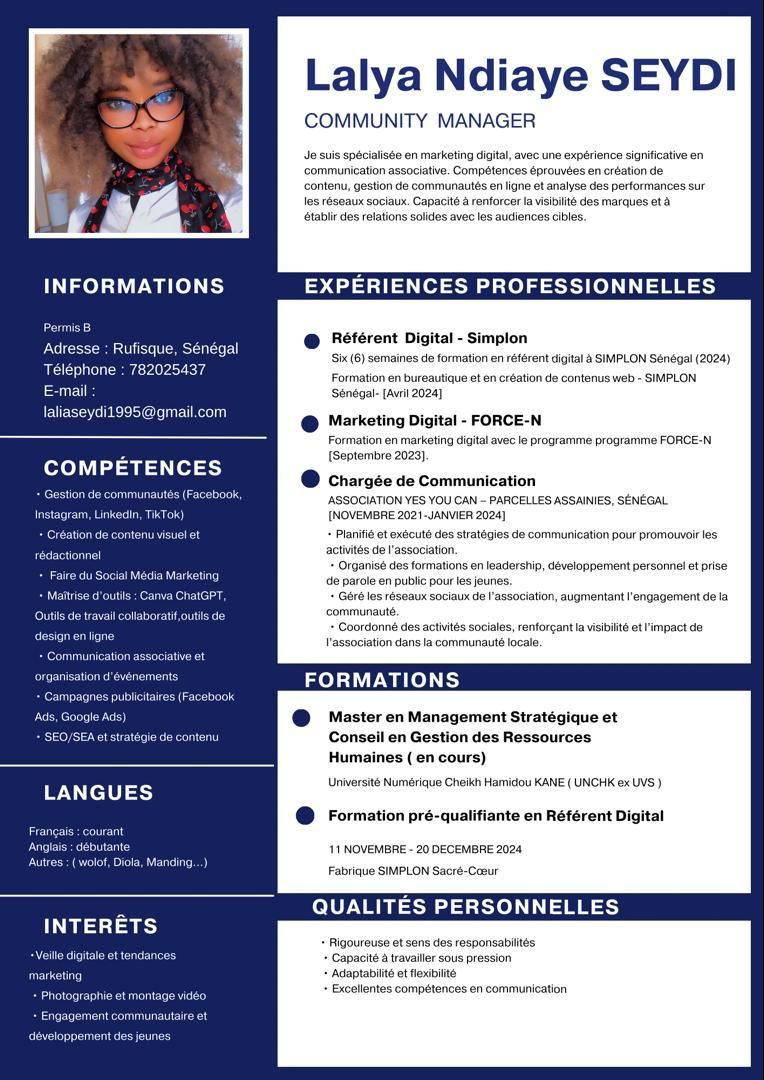 Lalya Ndiaye SEYDI
COMMUNITY MANAGER
Je suis spécialisée en marketing digital, avec une expérience significative en
communication associative. Compétences éprouvées en création de
contenu, gestion de communautés en ligne et analyse des performances sur
les réseaux sociaux. Capacité à renforcer la visibilité des marques et à
établir des relations solides avec les audiences cibles.
INFORMATIONS
Permis B
Adresse : Rufisque, Sénégal
Téléphone : 782025437
E-mail :
laliaseydi1995@gmail.com
COMPÉTENCES
• Gestion de communautés (Facebook,
Instagram, LinkedIn, TikTok)
• Création de contenu visuel et
rédactionnel
• Faire du Social Média Marketing
• Maîtrise d'outils : Canva ChatGPT,
Outils de travail collaboratif,outils de
design en ligne
• Communication associative et
organisation d'événements
• Campagnes publicitaires (Facebook
Ads, Google Ads)
• SEO/SEA et stratégie de contenu
LANGUES
Français : courant
Anglais : débutante
Autres : ( wolof, Diola, Manding...)
INTERÊTS
•Veille digitale et tendances
marketing
• Photographie et montage vidéo
• Engagement communautaire et
développement des jeunes
EXPÉRIENCES PROFESSIONNELLES
Référent Digital - Simplon
Six (6) semaines de formation en référent digital à SIMPLON Sénégal (2024)
Formation en bureautique et en création de contenus web - SIMPLON
Sénégal- [Avril 2024]
Marketing Digital - FORCE-N
Formation en marketing digital avec le programme programme FORCE-N
[Septembre 2023].
Chargée de Communication
ASSOCIATION YES YOU CAN – PARCELLES ASSAINIES, SÉNÉGAL
[NOVEMBRE 2021-JANVIER 2024]
• Planifié et exécuté des stratégies de communication pour promouvoir les
activités de l'association.
• Organisé des formations en leadership, développement personnel et prise
de parole en public pour les jeunes.
• Géré les réseaux sociaux de l'association, augmentant l'engagement de la
communauté.
• Coordonné des activités sociales, renforçant la visibilité et l'impact de
l'association dans la communauté locale.
FORMATIONS
Master en Management Stratégique et
Conseil en Gestion des Ressources
Humaines ( en cours)
Université Numérique Cheikh Hamidou KANE ( UNCHK ex UVS )
Formation pré-qualifiante en Référent Digital
11 NOVEMBRE - 20 DECEMBRE 2024
Fabrique SIMPLON Sacré-Cœur
QUALITÉS PERSONNELLES
• Rigoureuse et sens des responsabilités
• Capacité à travailler sous pression
• Adaptabilité et flexibilité
• Excellentes compétences en communication